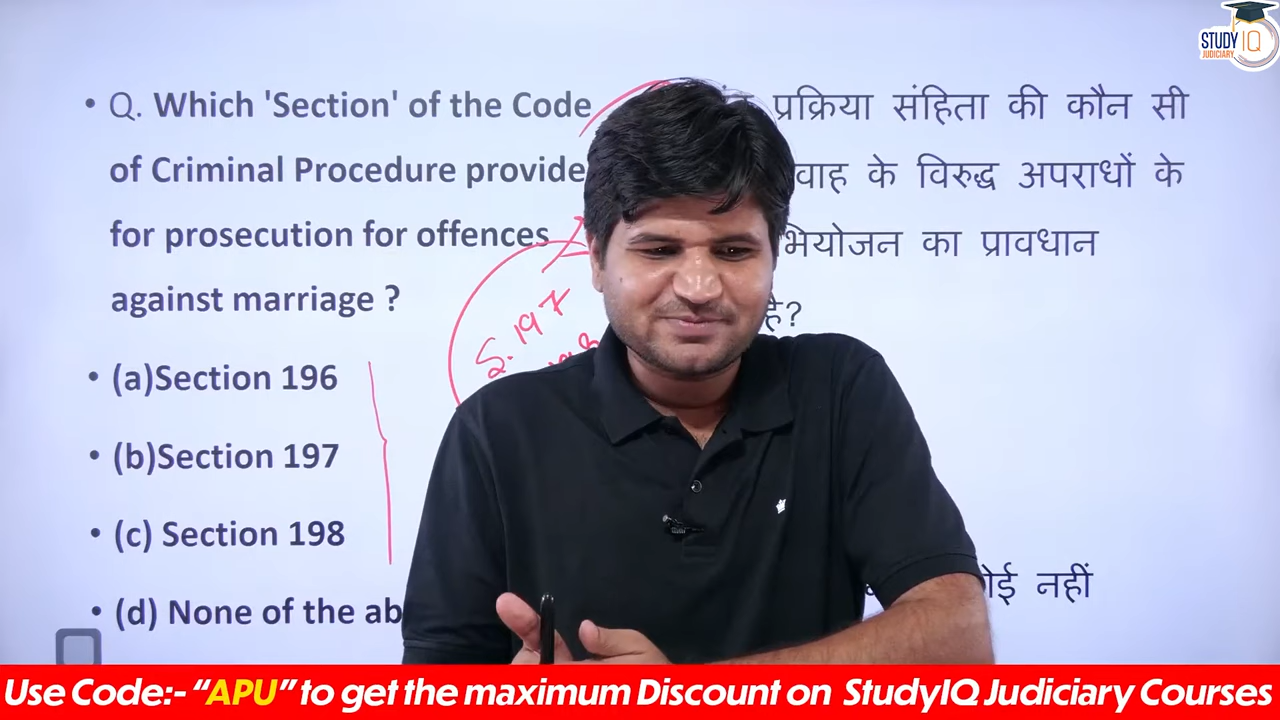 STUDY IQ
JUDICIARY
• Q. Which 'Section' of the Code
of Criminal Procedure provide
for prosecution for offences
against marriage ?
• (a)Section 196
• (b)Section 197
• (c) Section 198
• (d) None of the ab
प्रक्रिया संहिता की कौन सी
वाह के विरुद्ध अपराधों के
भियोजन का प्रावधान
है?
कोई नहीं
S. 197
Use Code:- “APU” to get the maximum Discount on StudyIQ Judiciary Courses